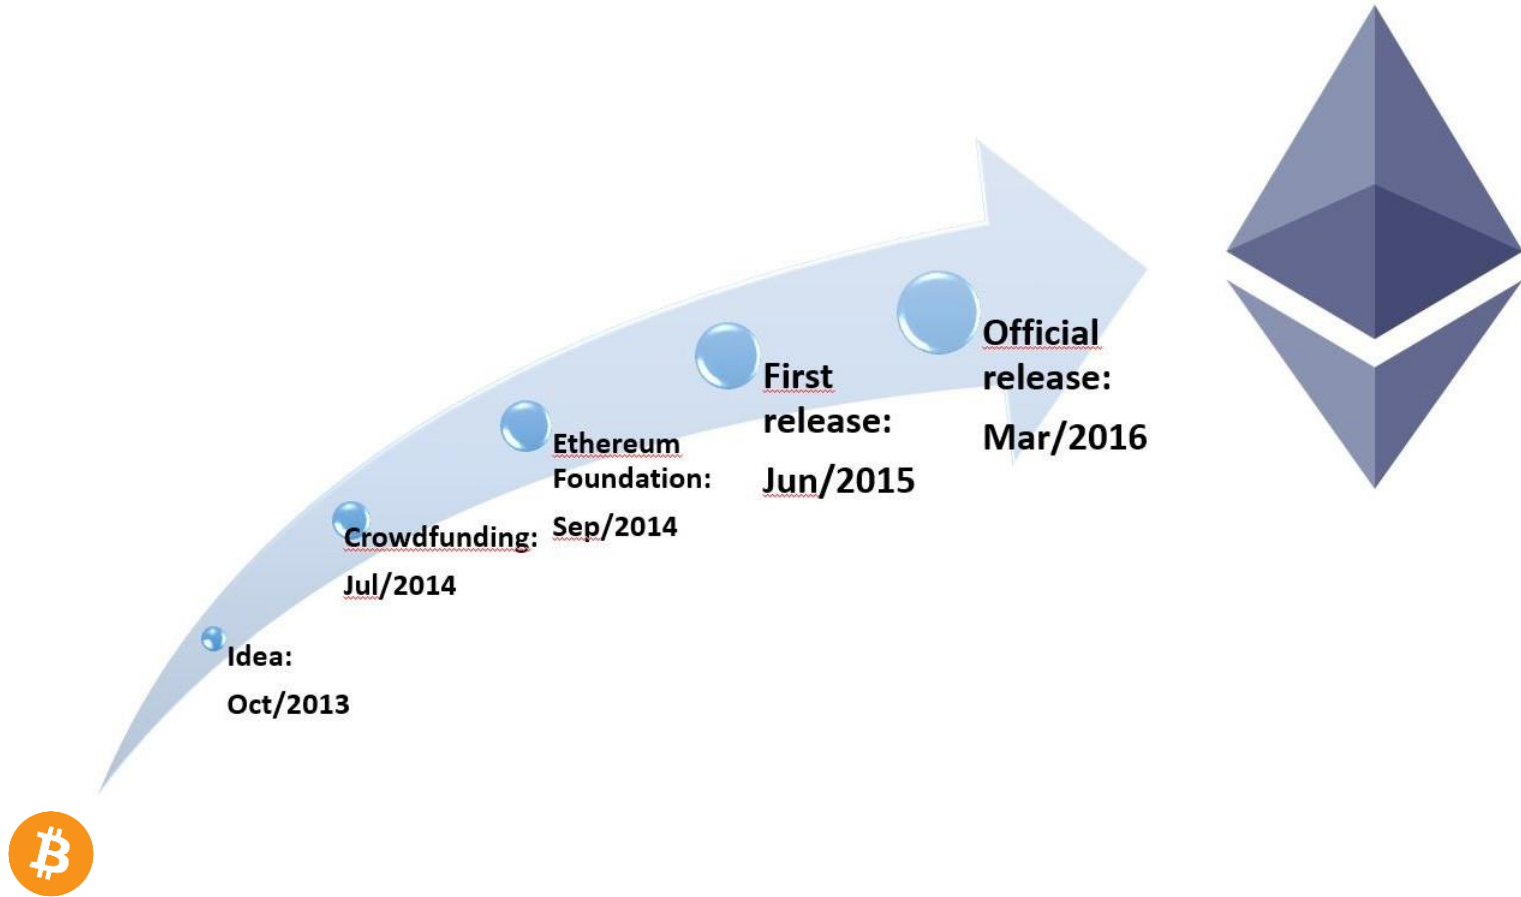 Idea:
Oct/2013
Crowdfunding:
Jul/2014
Ethereum
Foundation:
Sep/2014
First
release:
Jun/2015
Official
release:
Mar/2016